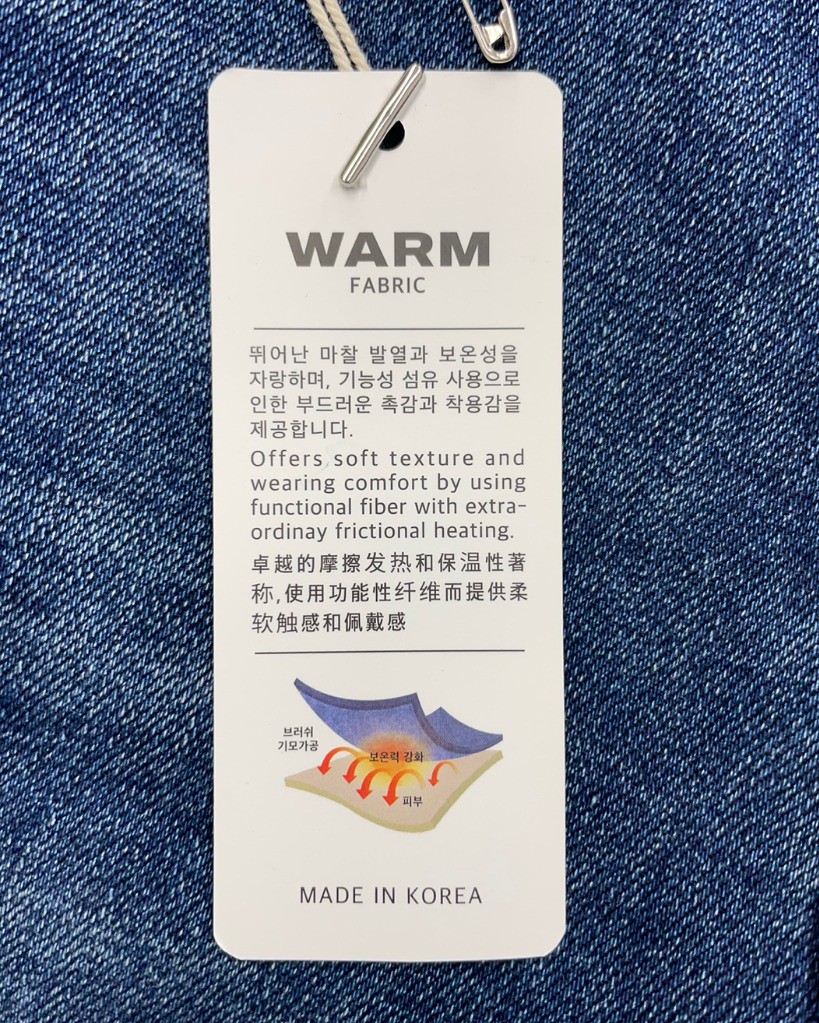 WARM
FABRIC
뛰어난 마찰 발열과 보온성을
자랑하며, 기능성 섬유 사용으로
인한 부드러운 촉감과 착용감을
제공합니다.
Offers soft texture and
wearing comfort by using
functional fiber with extra-
ordinay frictional heating.
卓越的摩擦发热和保温性著
称,使用功能性纤维而提供柔
软触感和佩戴感
브러쉬
기모가공
보온력 강화
피부
MADE IN KOREA